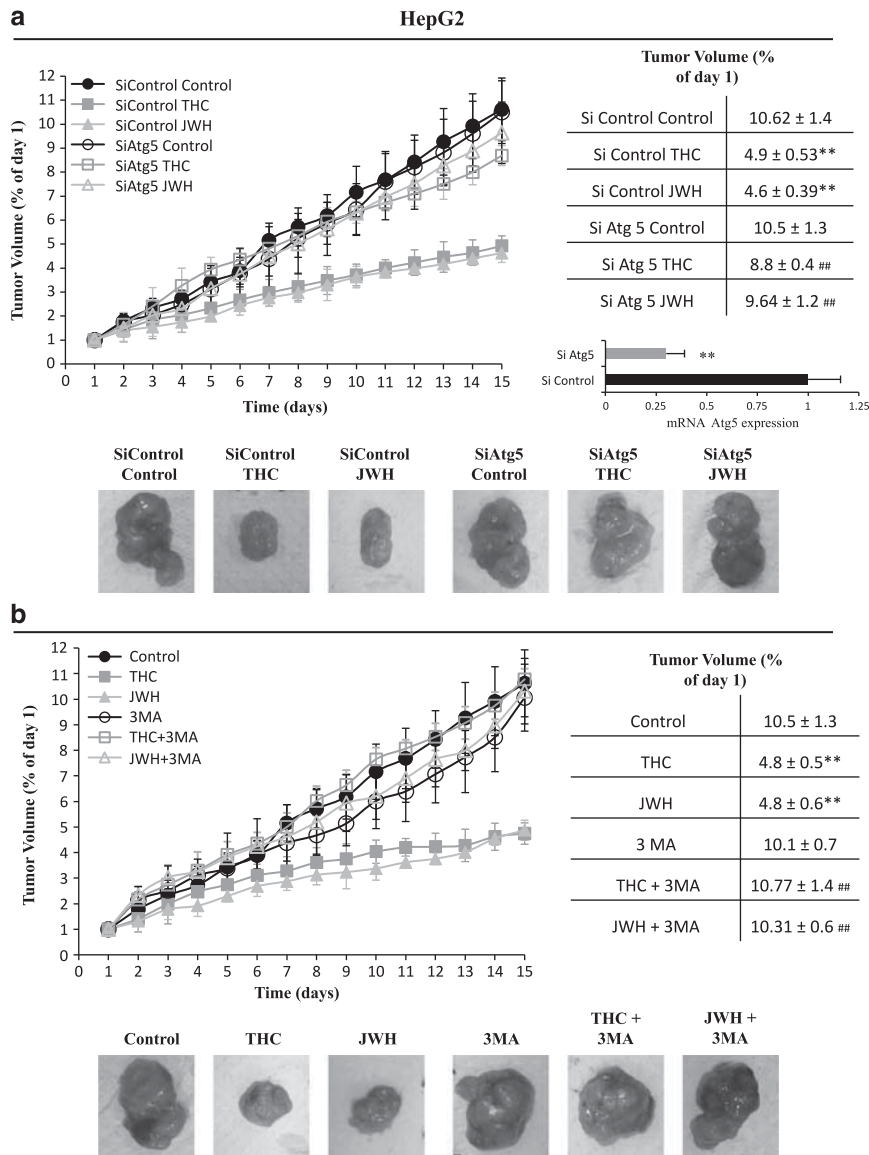 a
HepG2
Tumor Volume (% of day 1)
12
11
10
9
8
7
6
5
4
3
2
1
0
SiControl Control
SiControl THC
SiControl JWH
SiAtg5 Control
SiAtg5 THC
SiAtg5 JWH
0 1 2 3 4 5 6 7 8 9 10 11 12 13 14 15
Time (days)
Tumor Volume (%
of day 1)
Si Control Control 10.62 ± 1.4
Si Control THC 4.9 ± 0.53**
Si Control JWH 4.6 ± 0.39**
Si Atg 5 Control 10.5 ± 1.3
Si Atg 5 THC 8.8 ± 0.4 ##
Si Atg 5 JWH 9.64 ± 1.2 ##
Si Atg5 **
Si Control
0 0.25 0.5 0.75 1 1.25
mRNA Atg5 expression
SiControl Control
SiControl THC
SiControl JWH
SiAtg5 Control
SiAtg5 THC
SiAtg5 JWH
b
Tumor Volume (% of day 1)
12
11
10
9
8
7
6
5
4
3
2
1
0
Control
THC
JWH
3MA
THC+3MA
JWH+3MA
0 1 2 3 4 5 6 7 8 9 10 11 12 13 14 15
Time (days)
Tumor Volume (%
of day 1)
Control 10.5 ± 1.3
THC 4.8 ± 0.5**
JWH 4.8 ± 0.6**
3 MA 10.1 ± 0.7
THC + 3MA 10.77 ± 1.4 ##
JWH + 3MA 10.31 ± 0.6 ##
Control
THC
JWH
3MA
THC + 3MA
JWH + 3MA